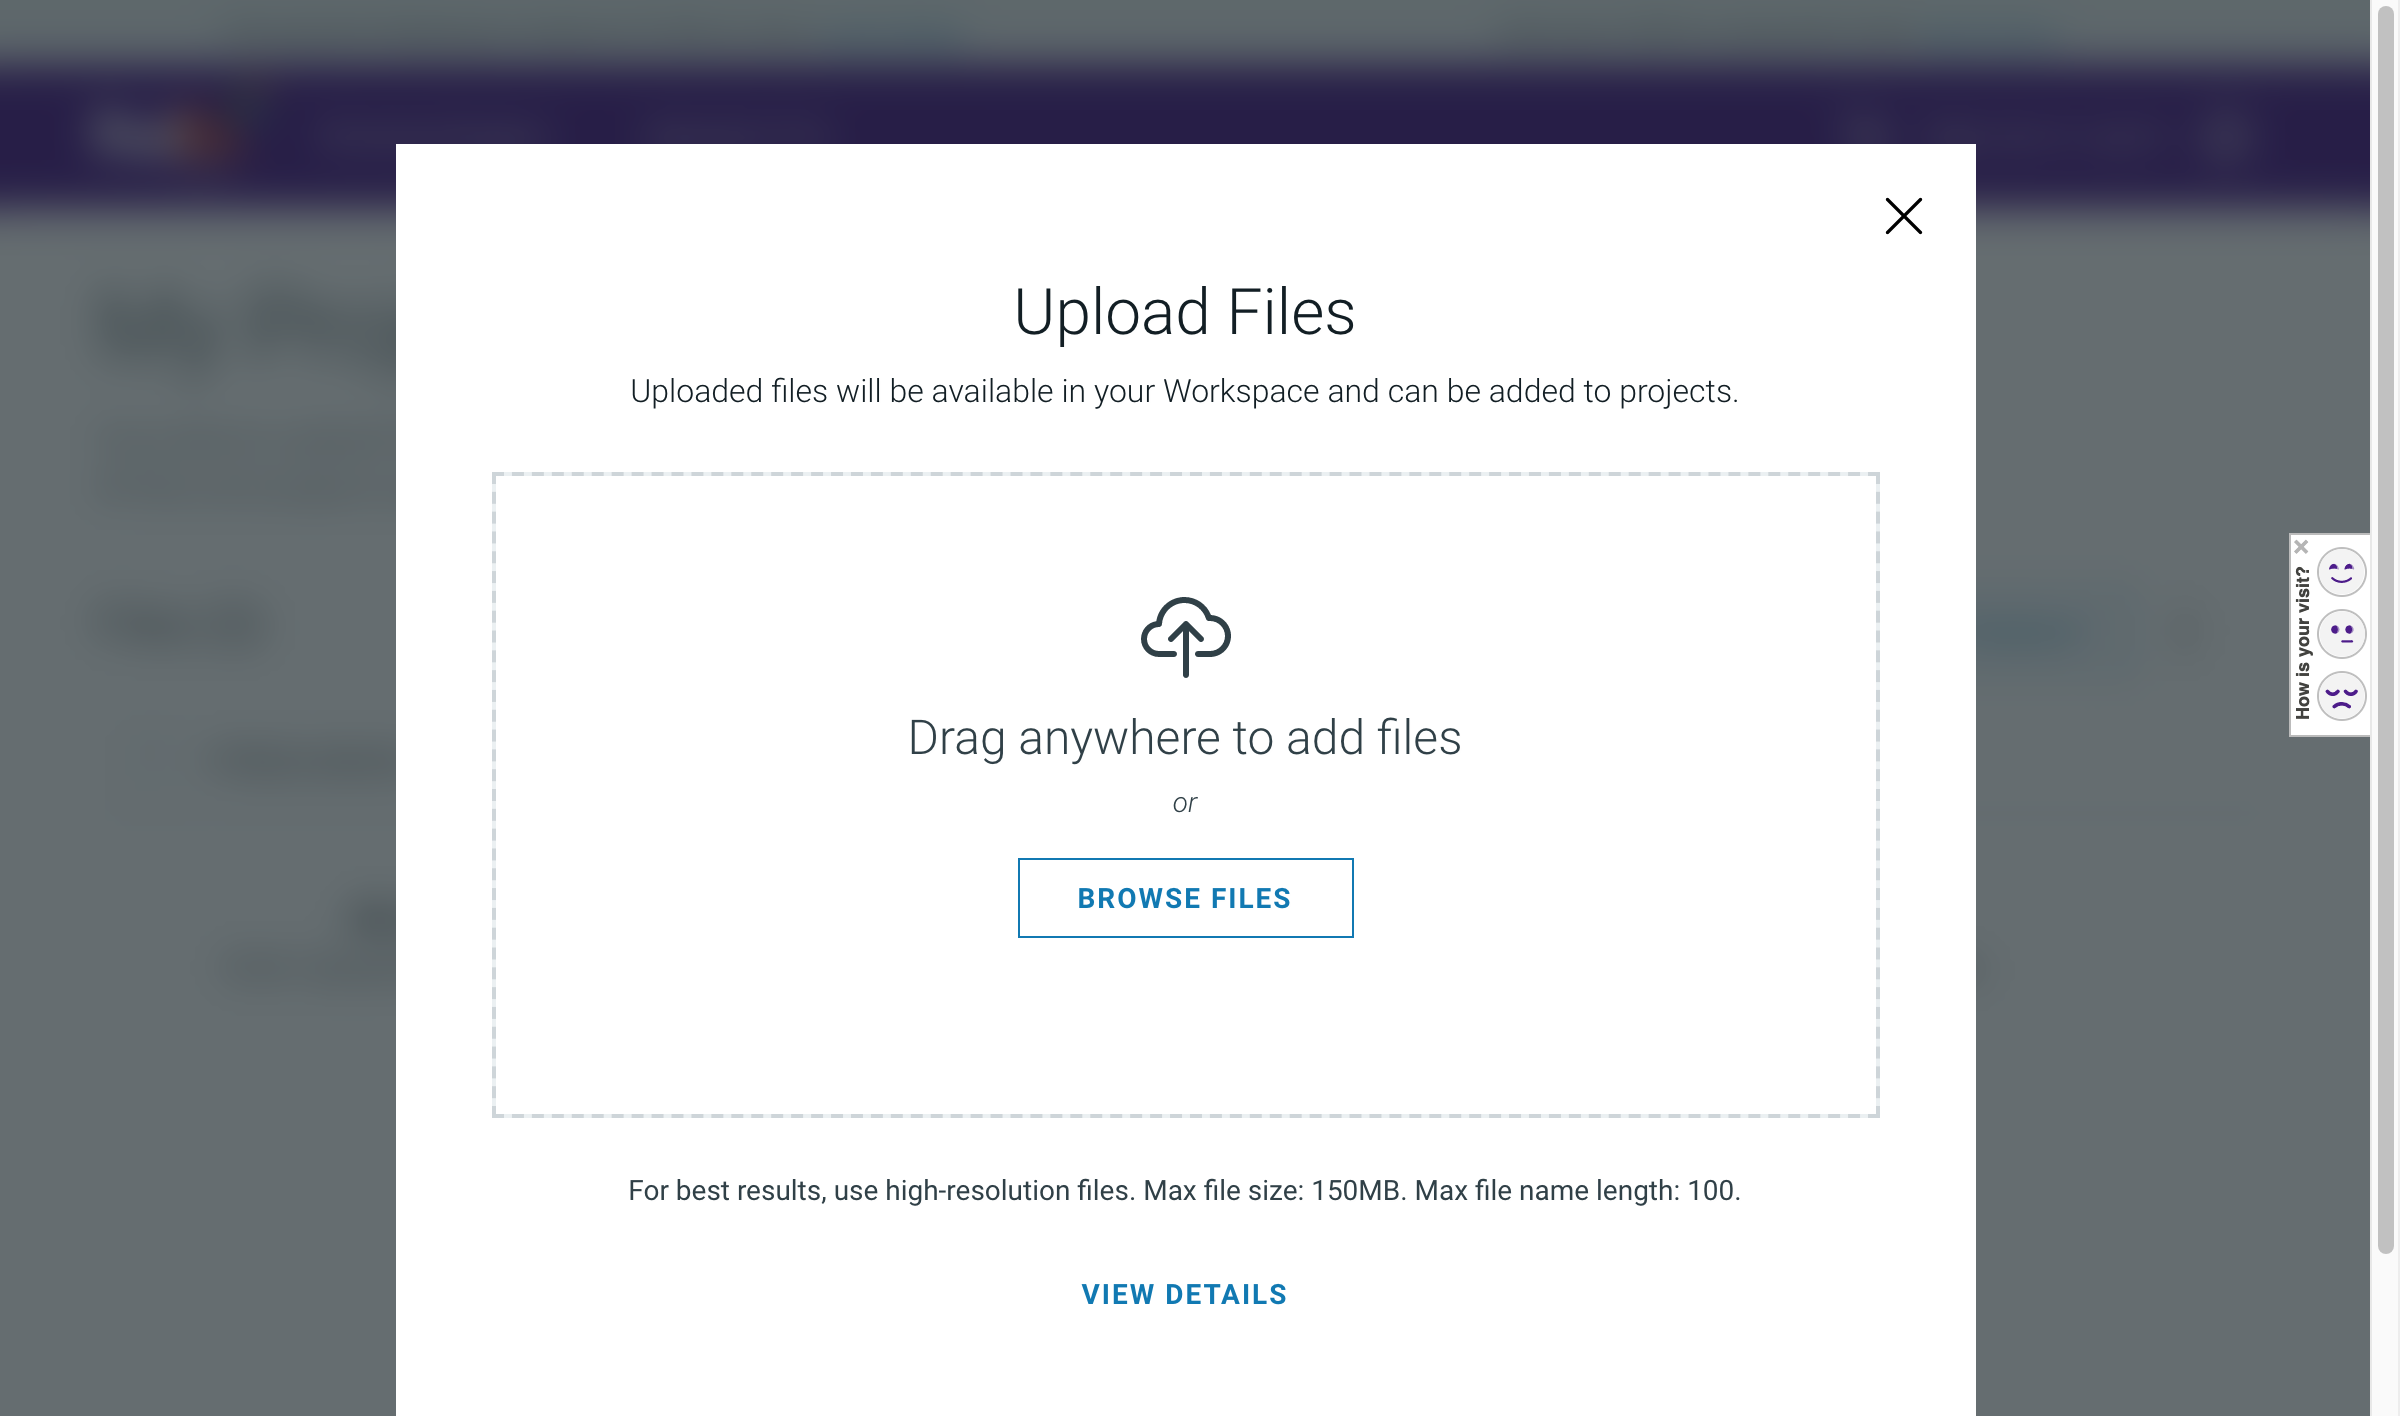 Upload Files
Uploaded files will be available in your Workspace and can be added to projects.
Drag anywhere to add files
or
BROWSE FILES
For best results, use high-resolution files. Max file size: 150MB. Max file name length: 100.
VIEW DETAILS
How is your visit?